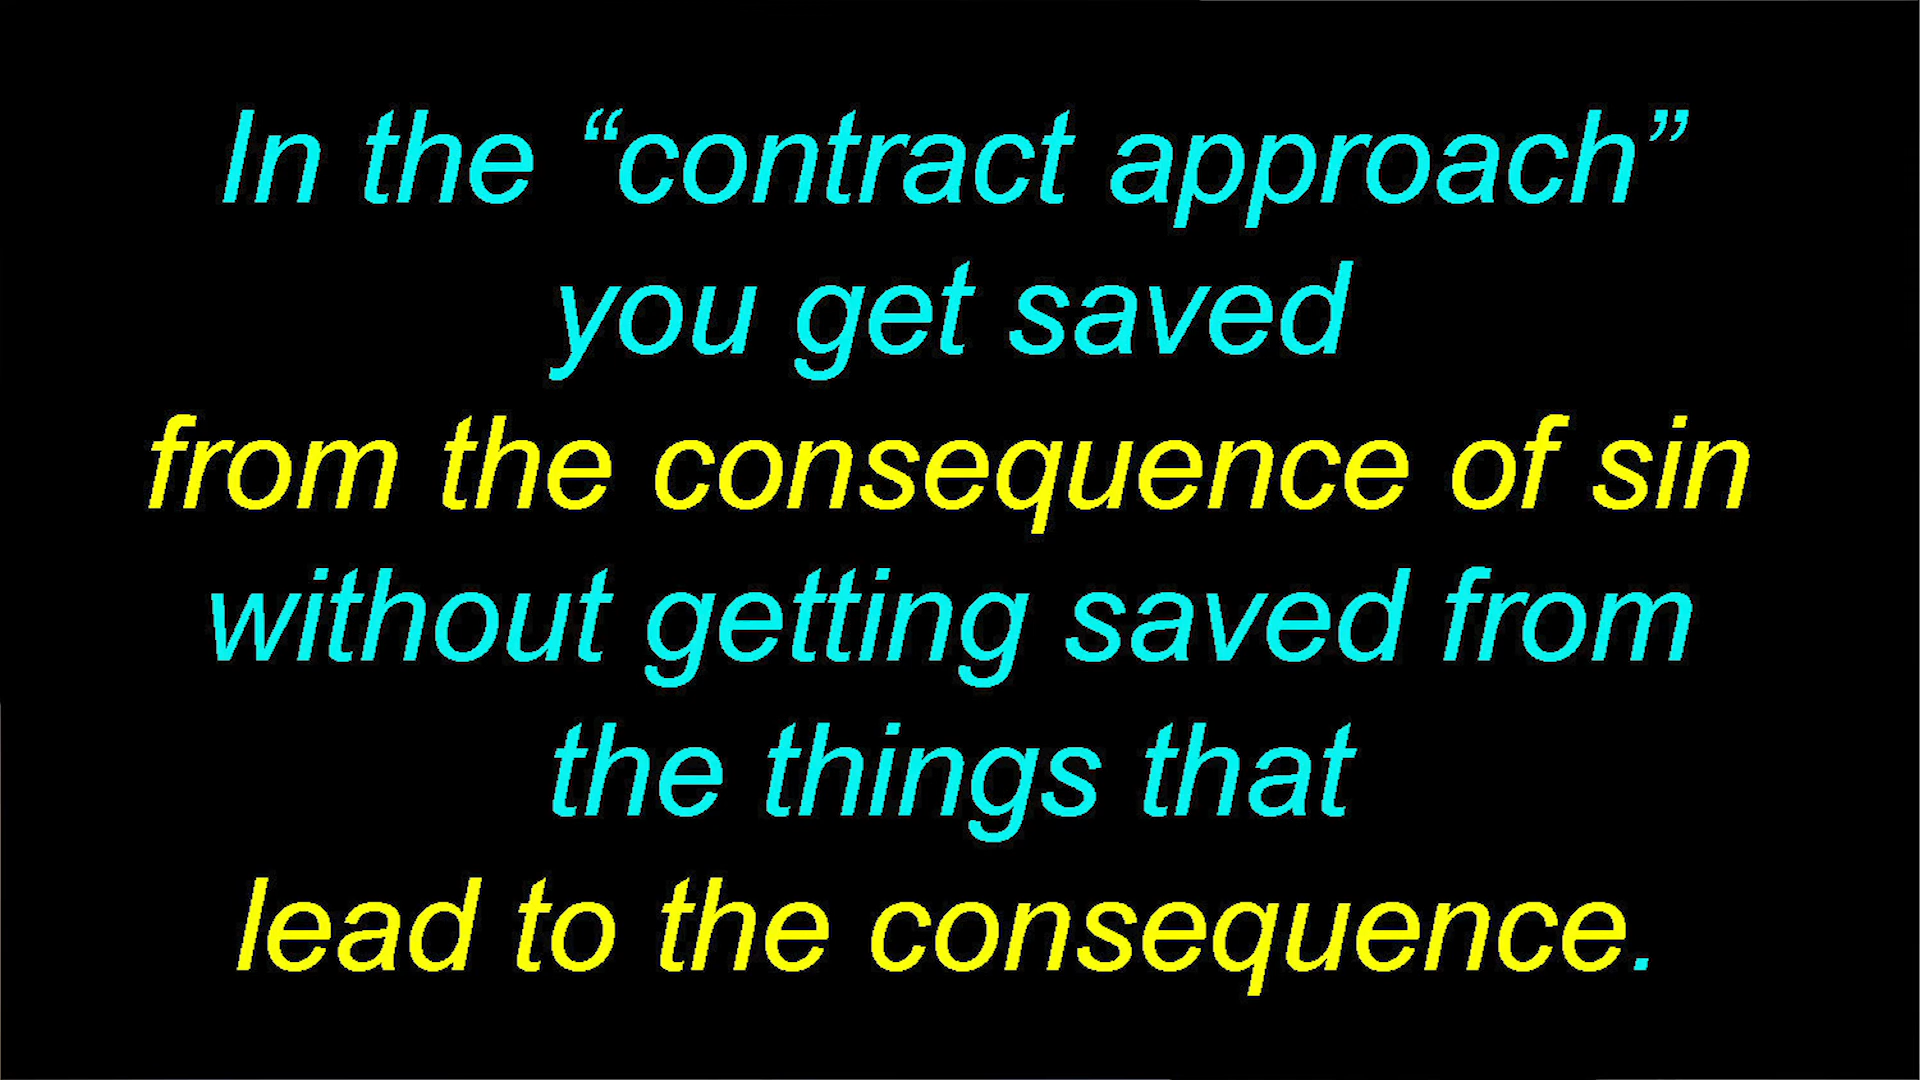 In the “contract approach”
you get saved
from the consequence of sin
without getting saved from
the things that
lead to the consequence.